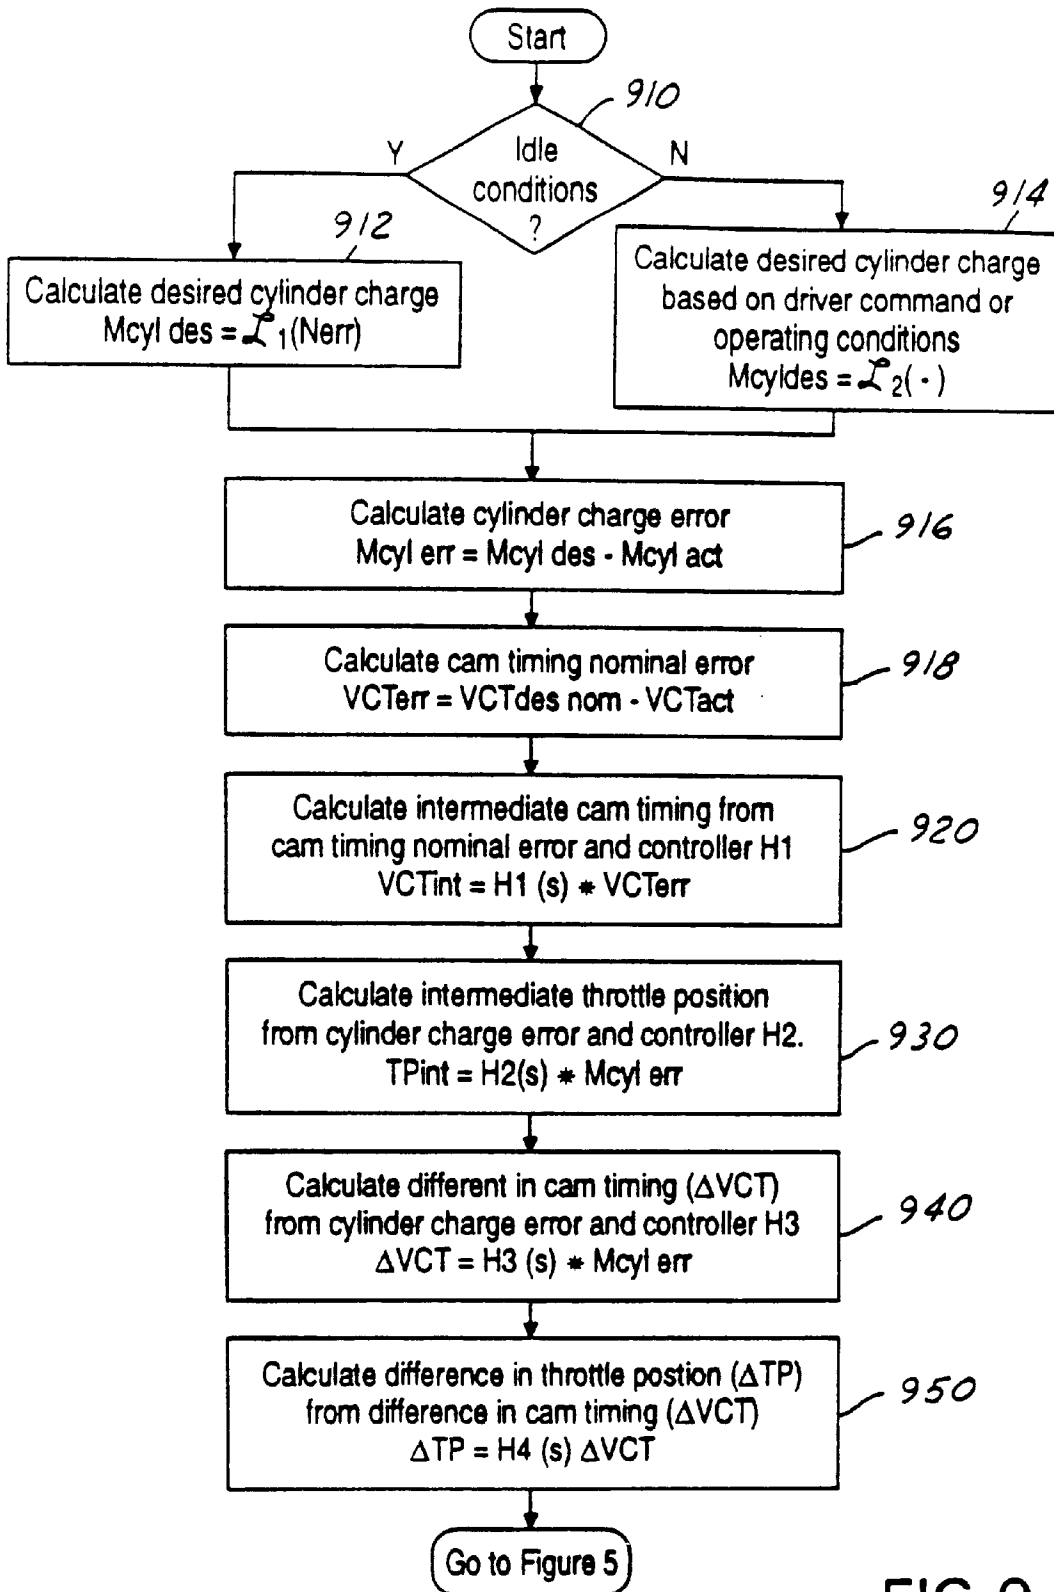 Start
910
Idle
conditions
?
Y
N
912
Calculate desired cylinder charge
Mcyl des = ℒ 1(Nerr)
914
Calculate desired cylinder charge
based on driver command or
operating conditions
Mcyldes = ℒ 2( · )
Calculate cylinder charge error
Mcyl err = Mcyl des - Mcyl act
916
Calculate cam timing nominal error
VCTerr = VCTdes nom - VCTact
918
Calculate intermediate cam timing from
cam timing nominal error and controller H1
VCTint = H1 (s) * VCTerr
920
Calculate intermediate throttle position
from cylinder charge error and controller H2.
TPint = H2(s) * Mcyl err
930
Calculate different in cam timing (ΔVCT)
from cylinder charge error and controller H3
ΔVCT = H3 (s) * Mcyl err
940
Calculate difference in throttle postion (ΔTP)
from difference in cam timing (ΔVCT)
ΔTP = H4 (s) ΔVCT
950
Go to Figure 5